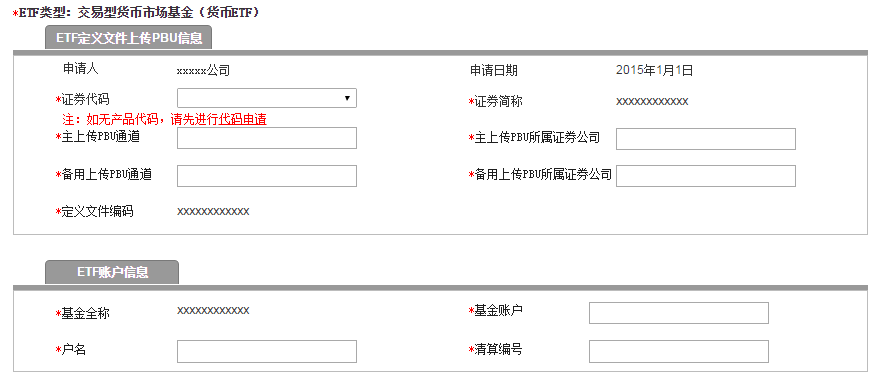 *ETF类型：交易型货币市场基金（货币ETF）
ETF定义文件上传PBU信息
申请人 xxxxx公司 申请日期 2015年1月1日
*证券代码 *证券简称 xxxxxxxxxxxx
注：如无产品代码，请先进行代码申请
*主上传PBU通道 *主上传PBU所属证券公司
*备用上传PBU通道 *备用上传PBU所属证券公司
*定义文件编码 xxxxxxxxxxxx
ETF账户信息
*基金全称 xxxxxxxxxxxx *基金账户
*户名 *清算编号